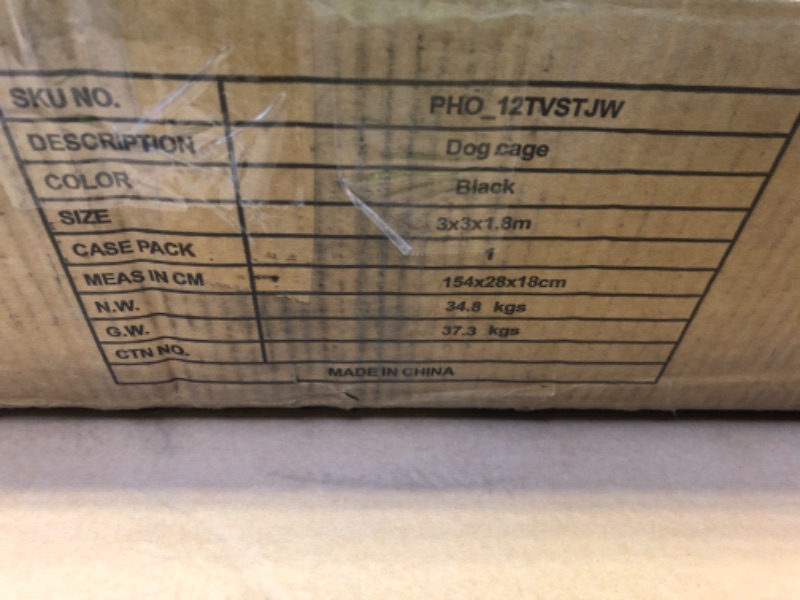 SKU NO. PHO_12TVSTJW
DESCRIPTION Dog cage
COLOR Black
SIZE 3x3x1.8m
CASE PACK 1
MEAS IN CM 154x28x18cm
N.W. 34.8 kgs
G.W. 37.3 kgs
CTN NO.
MADE IN CHINA